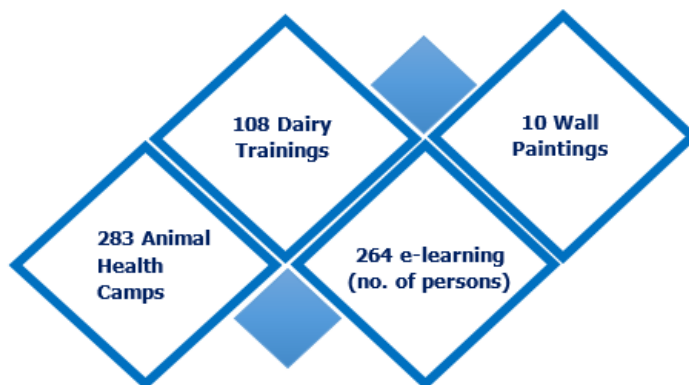 108 Dairy
Trainings
10 Wall
Paintings
283 Animal
Health
Camps
264 e-learning
(no. of persons)